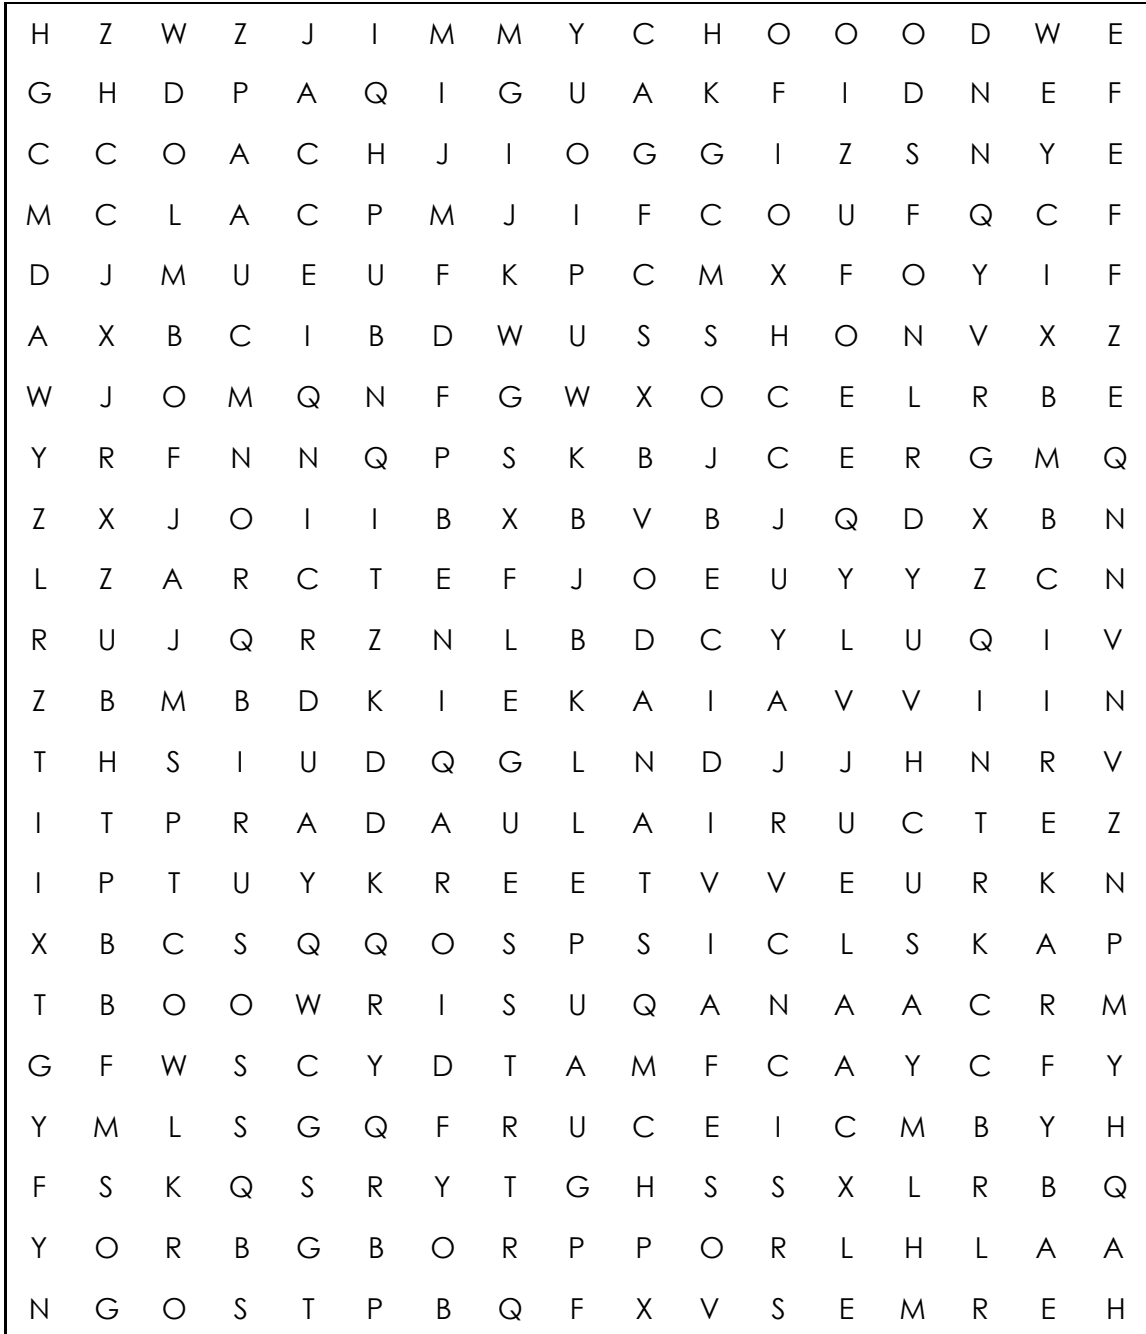 H Z W Z J I M M Y C H O O O D W E
G H D P A Q I G U A K F I D N E F
C C O A C H J I O G G I Z S N Y E
M C L A C P M J I F C O U F Q C F
D J M U E U F K P C M X F O Y I F
A X B C I B D W U S S H O N V X Z
W J O M Q N F G W X O C E L R B E
Y R F N N Q P S K B J C E R G M Q
Z X J O I I B X B V B J Q D X B N
L Z A R C T E F J O E U Y Y Z C N
R U J Q R Z N L B D C Y L U Q I V
Z B M B D K I E K A I A V V I I N
T H S I U D Q G L N D J J H N R V
I T P R A D A U L A I R U C T E Z
I P T U Y K R E E T V V E U R K N
X B C S Q Q O S P S I C L S K A P
T B O O W R I S U Q A N A A C R M
G F W S C Y D T A M F C A Y C F Y
Y M L S G Q F R U C E I C M B Y H
F S K Q S R Y T G H S S X L R B Q
Y O R B G B O R P P O R L H L A A
N G O S T P B Q F X V S E M R E H